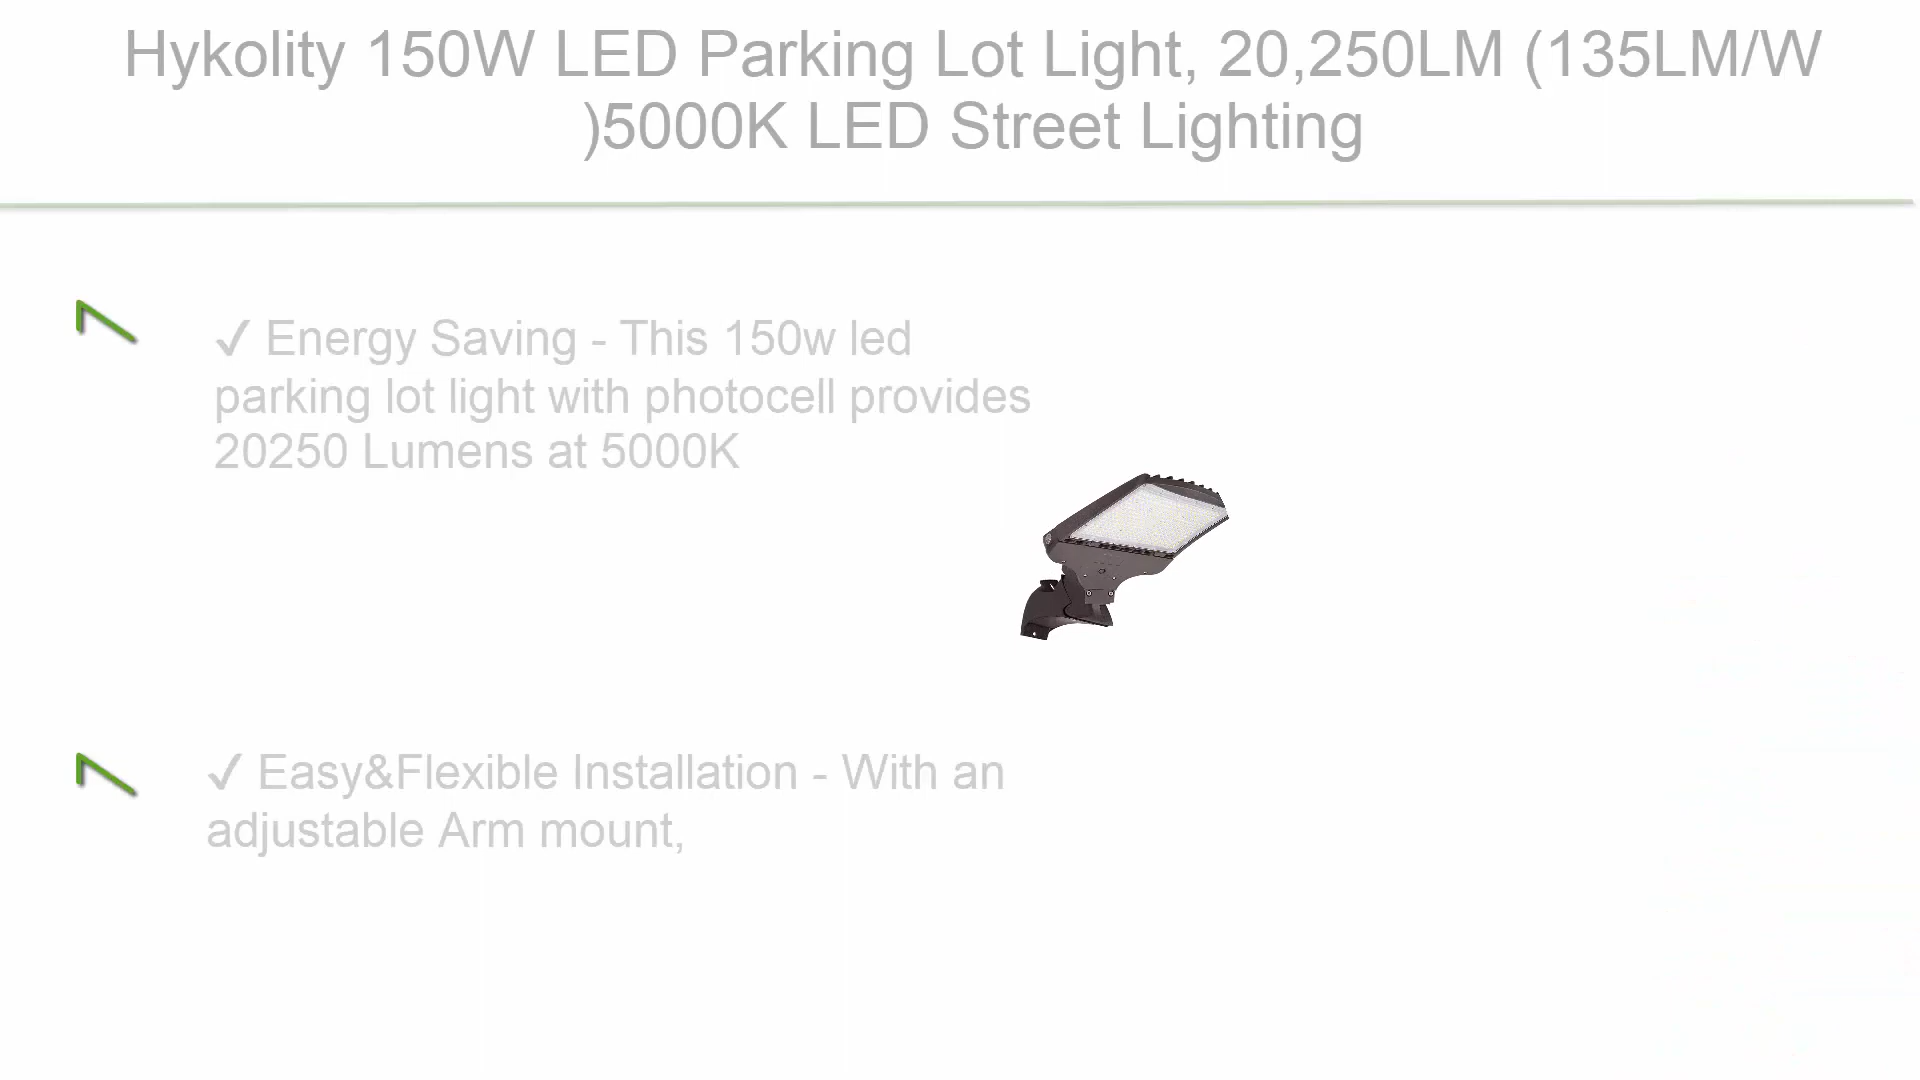 Hykolity 150W LED Parking Lot Light, 20,250LM (135LM/W
)5000K LED Street Lighting
✓ Energy Saving - This 150w led
parking lot light with photocell provides
20250 Lumens at 5000K
✓ Easy&Flexible Installation - With an
adjustable Arm mount,